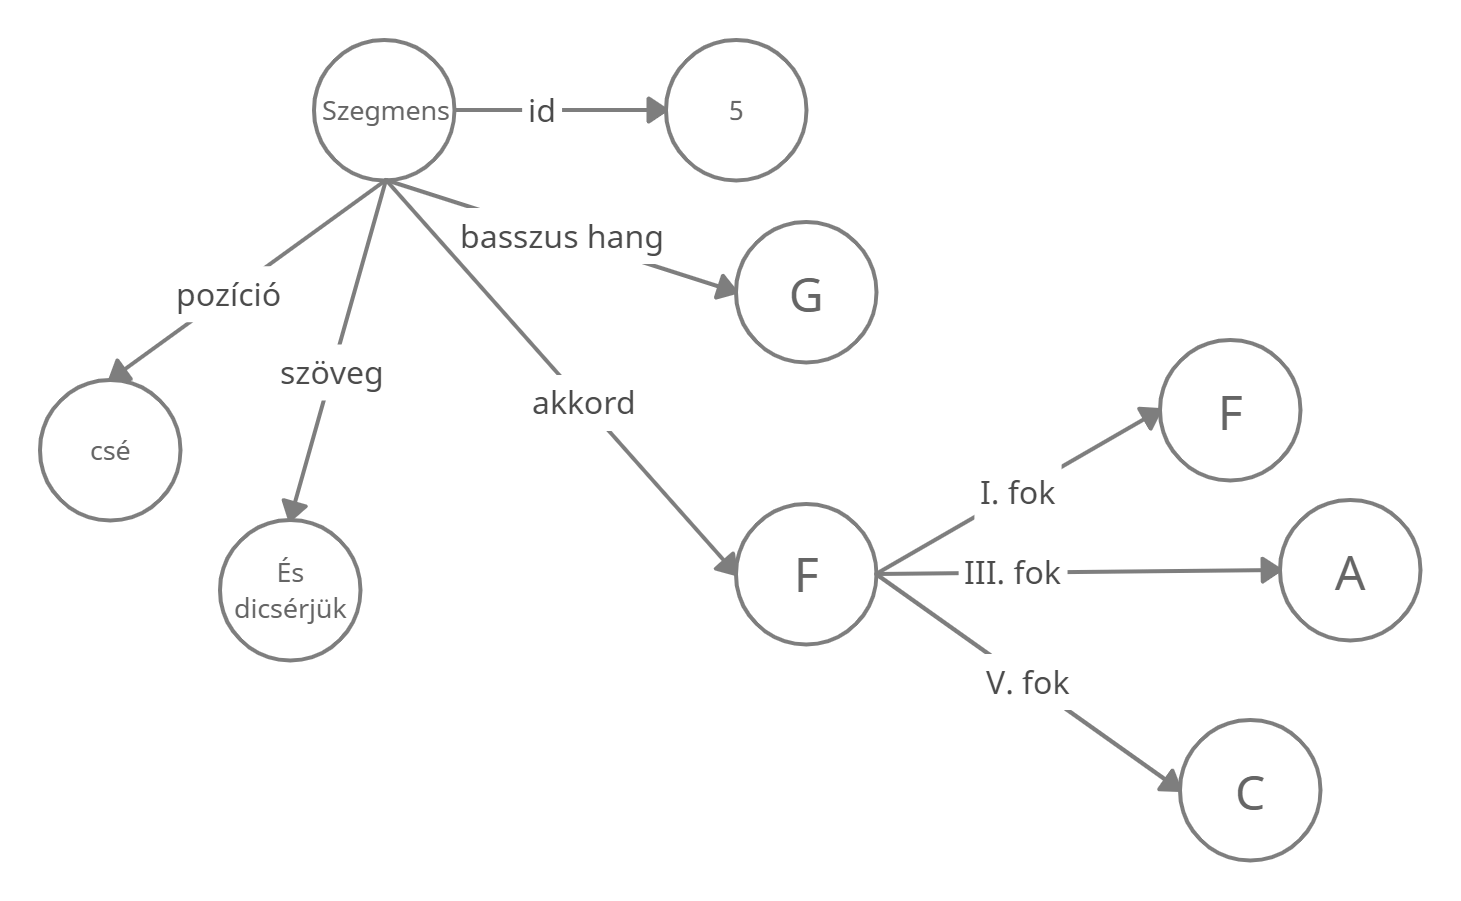 Szegmens
id
5
basszus hang
G
pozíció
csé
szöveg
És
dicsérjük
akkord
F
I. fok
F
III. fok
A
V. fok
C